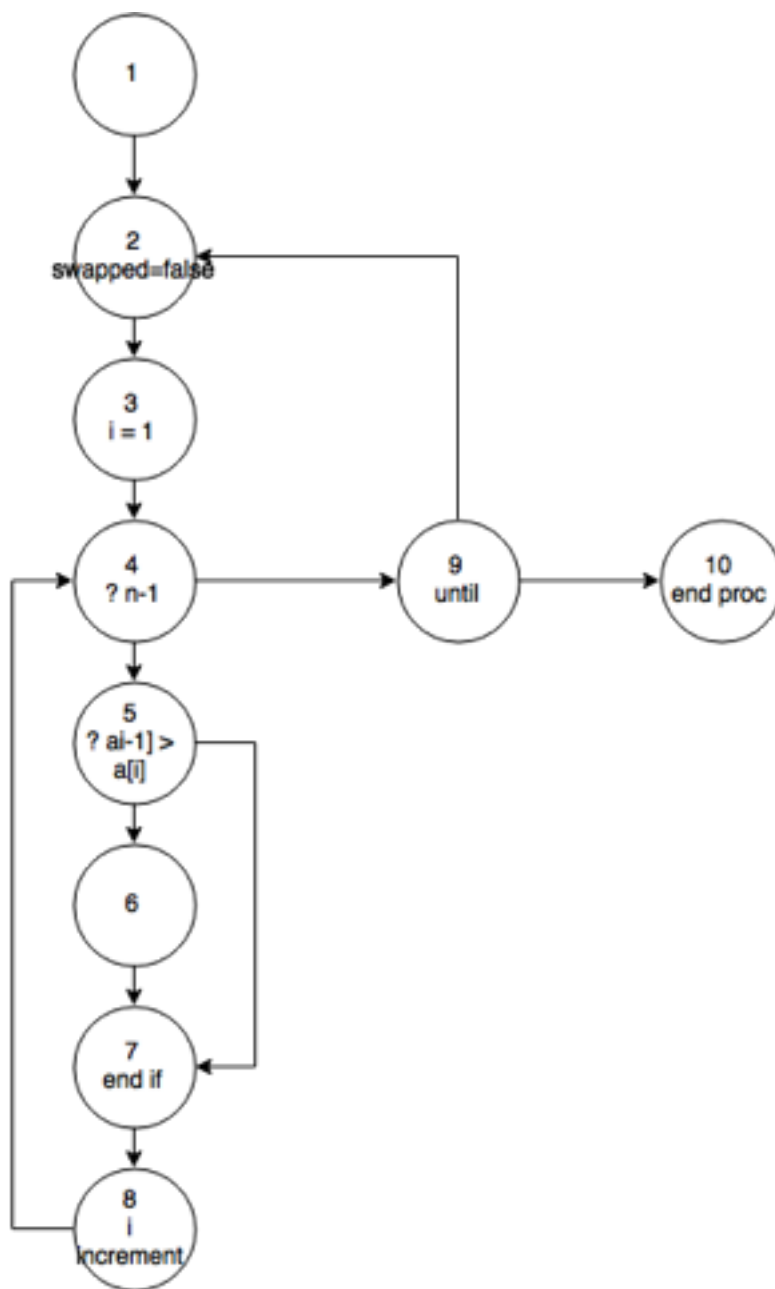 1
2
swapped=false
3
i = 1
4
? n-1
9
until
10
end proc
5
? ai-1] >
a[i]
6
7
end if
8
i
increment